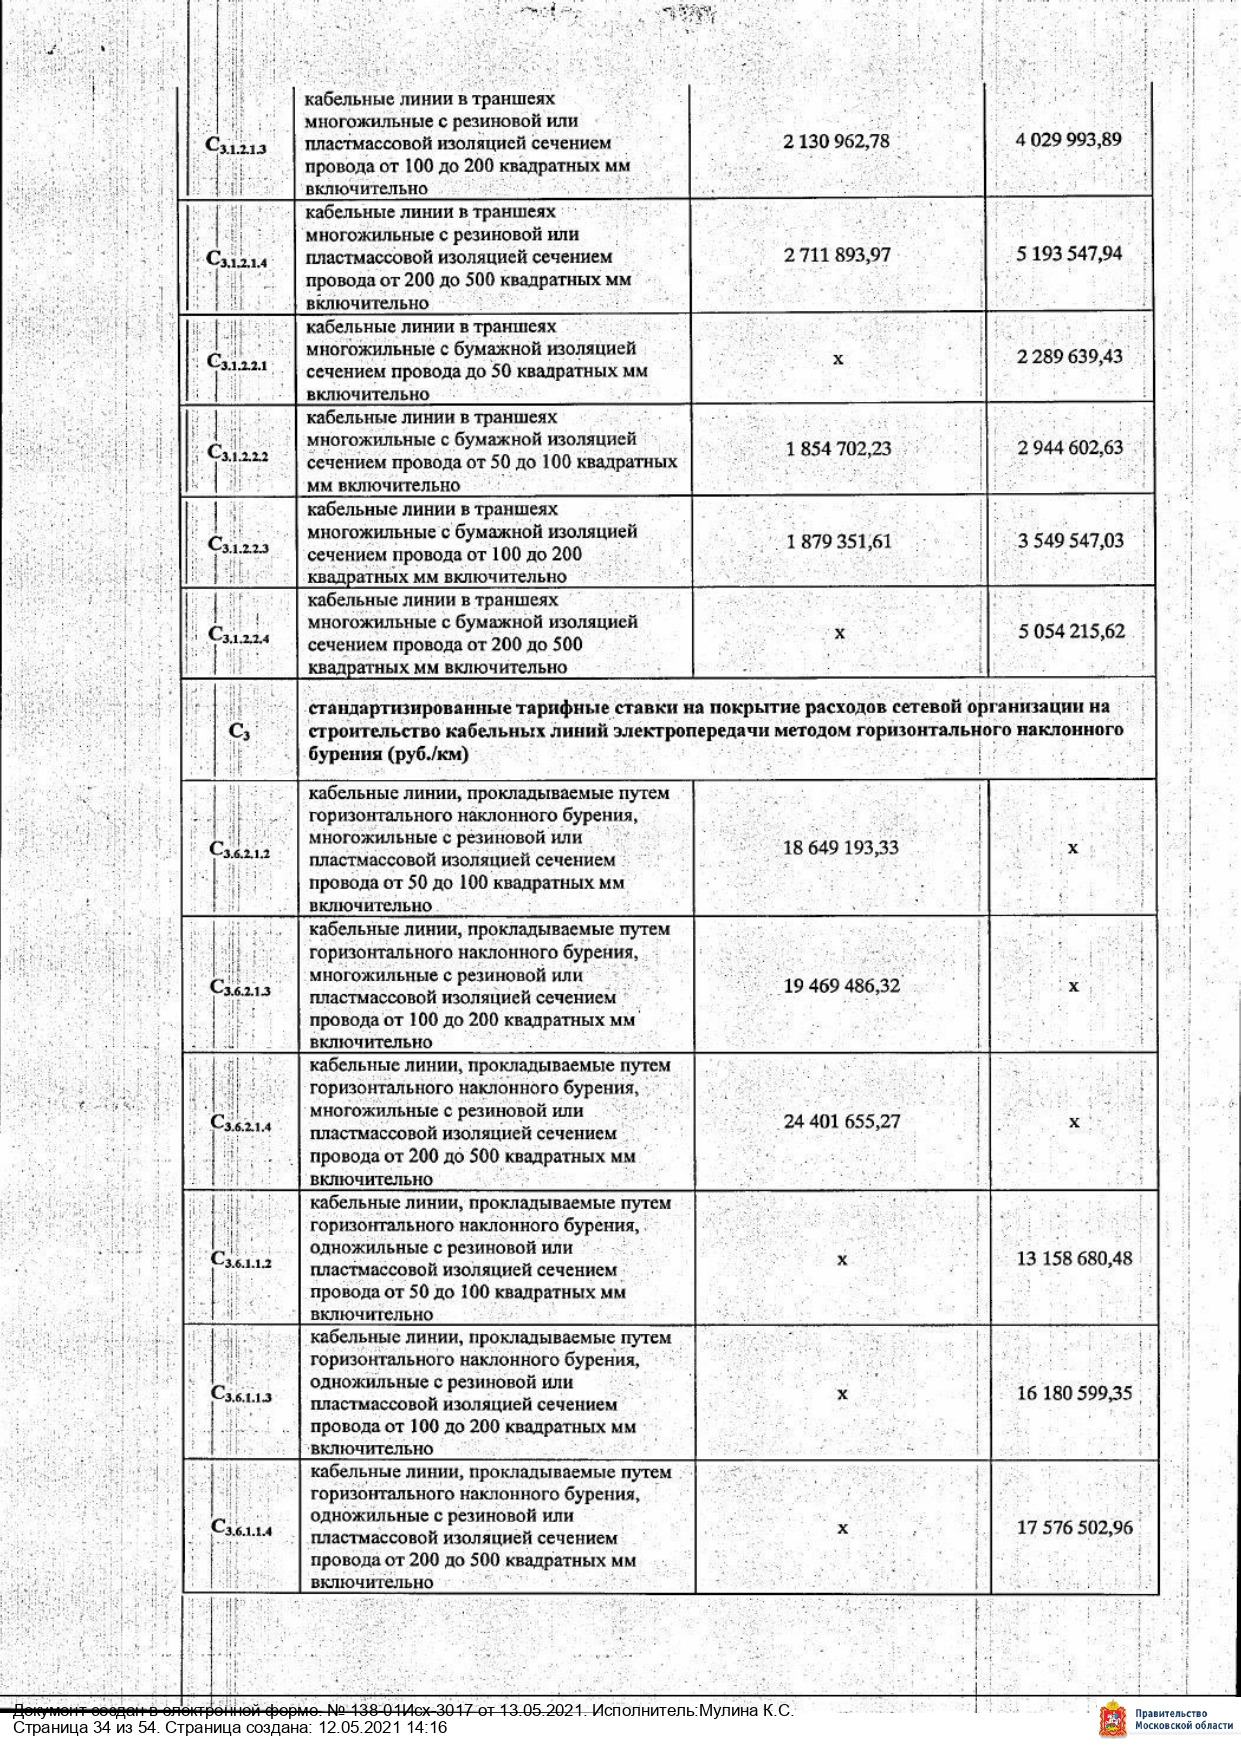 кабельные линии в траншеях
многожильные с резиновой или
С3.1.2.1.3 пластмассовой изоляцией сечением 2 130 962,78 4 029 993,89
провода от 100 до 200 квадратных мм
включительно
кабельные линии в траншеях
многожильные с резиновой или
С3.1.2.1.4 пластмассовой изоляцией сечением 2 711 893,97 5 193 547,94
провода от 200 до 500 квадратных мм
включительно
кабельные линии в траншеях
многожильные с бумажной изоляцией
С3.1.2.2.1 сечением провода до 50 квадратных мм х 2 289 639,43
включительно
кабельные линии в траншеях
многожильные с бумажной изоляцией
С3.1.2.2.2 сечением провода от 50 до 100 квадратных 1 854 702,23 2 944 602,63
мм включительно
кабельные линии в траншеях
многожильные с бумажной изоляцией
С3.1.2.2.3 сечением провода от 100 до 200 1 879 351,61 3 549 547,03
квадратных мм включительно
кабельные линии в траншеях
многожильные с бумажной изоляцией
С3.1.2.2.4 сечением провода от 200 до 500 х 5 054 215,62
квадратных мм включительно
стандартизированные тарифные ставки на покрытие расходов сетевой организации на
С3 строительство кабельных линий электропередачи методом горизонтального наклонного
бурения (руб./км)
кабельные линии, прокладываемые путем
горизонтального наклонного бурения,
многожильные с резиновой или
С3.6.2.1.2 пластмассовой изоляцией сечением 18 649 193,33 х
провода от 50 до 100 квадратных мм
включительно
кабельные линии, прокладываемые путем
горизонтального наклонного бурения,
многожильные с резиновой или
С3.6.2.1.3 пластмассовой изоляцией сечением 19 469 486,32 х
провода от 100 до 200 квадратных мм
включительно
кабельные линии, прокладываемые путем
горизонтального наклонного бурения,
многожильные с резиновой или
С3.6.2.1.4 пластмассовой изоляцией сечением 24 401 655,27 х
провода от 200 до 500 квадратных мм
включительно
кабельные линии, прокладываемые путем
горизонтального наклонного бурения,
одножильные с резиновой или
С3.6.1.1.2 пластмассовой изоляцией сечением х 13 158 680,48
провода от 50 до 100 квадратных мм
включительно
кабельные линии, прокладываемые путем
горизонтального наклонного бурения,
одножильные с резиновой или
С3.6.1.1.3 пластмассовой изоляцией сечением х 16 180 599,35
провода от 100 до 200 квадратных мм
включительно
кабельные линии, прокладываемые путем
горизонтального наклонного бурения,
одножильные с резиновой или
С3.6.1.1.4 пластмассовой изоляцией сечением х 17 576 502,96
провода от 200 до 500 квадратных мм
включительно
Документ создан в электронной форме. № 138-01Исх-3017 от 13.05.2021. Исполнитель:Мулина К.С.
Страница 34 из 54. Страница создана: 12.05.2021 14:16
Правительство
Московской области